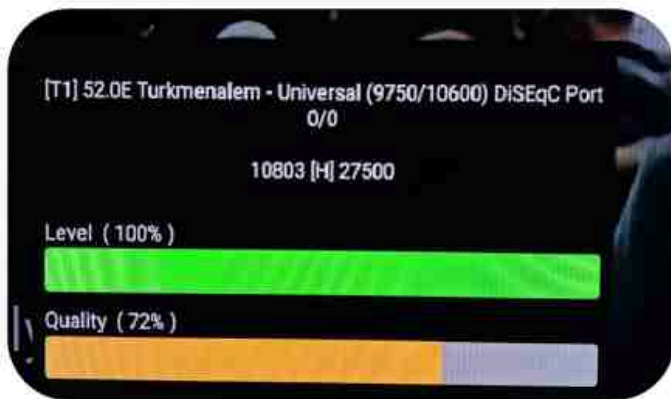 [T1] 52.0E Turkmenalem - Universal (9750/10600) DiSEqC Port
0/0
10803 [H] 27500
Level ( 100% )
Quality ( 72% )